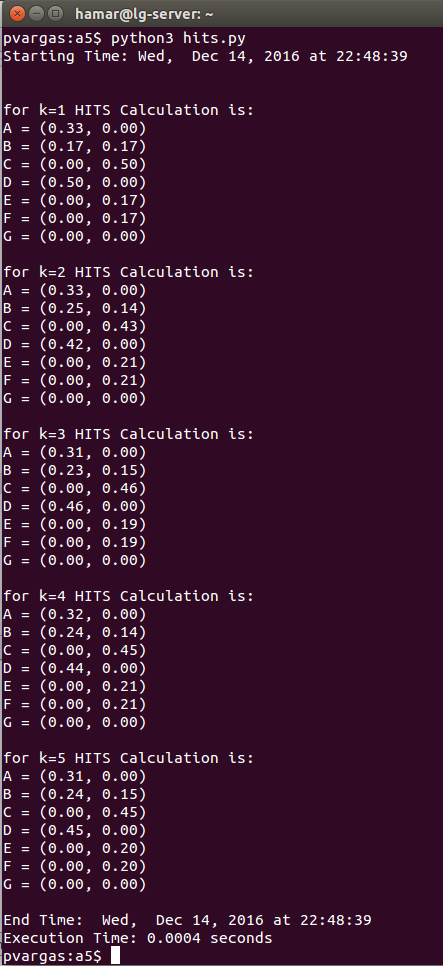 hamar@lg-server: ~
pvargas:a5$ python3 hits.py
Starting Time: Wed,  Dec 14, 2016 at 22:48:39
for k=1 HITS Calculation is:
A = (0.33, 0.00)
B = (0.17, 0.17)
C = (0.00, 0.50)
D = (0.50, 0.00)
E = (0.00, 0.17)
F = (0.00, 0.17)
G = (0.00, 0.00)
for k=2 HITS Calculation is:
A = (0.33, 0.00)
B = (0.25, 0.14)
C = (0.00, 0.43)
D = (0.42, 0.00)
E = (0.00, 0.21)
F = (0.00, 0.21)
G = (0.00, 0.00)
for k=3 HITS Calculation is:
A = (0.31, 0.00)
B = (0.23, 0.15)
C = (0.00, 0.46)
D = (0.46, 0.00)
E = (0.00, 0.19)
F = (0.00, 0.19)
G = (0.00, 0.00)
for k=4 HITS Calculation is:
A = (0.32, 0.00)
B = (0.24, 0.14)
C = (0.00, 0.45)
D = (0.44, 0.00)
E = (0.00, 0.21)
F = (0.00, 0.21)
G = (0.00, 0.00)
for k=5 HITS Calculation is:
A = (0.31, 0.00)
B = (0.24, 0.15)
C = (0.00, 0.45)
D = (0.45, 0.00)
E = (0.00, 0.20)
F = (0.00, 0.20)
G = (0.00, 0.00)
End Time:  Wed,  Dec 14, 2016 at 22:48:39
Execution Time: 0.0004 seconds
pvargas:a5$